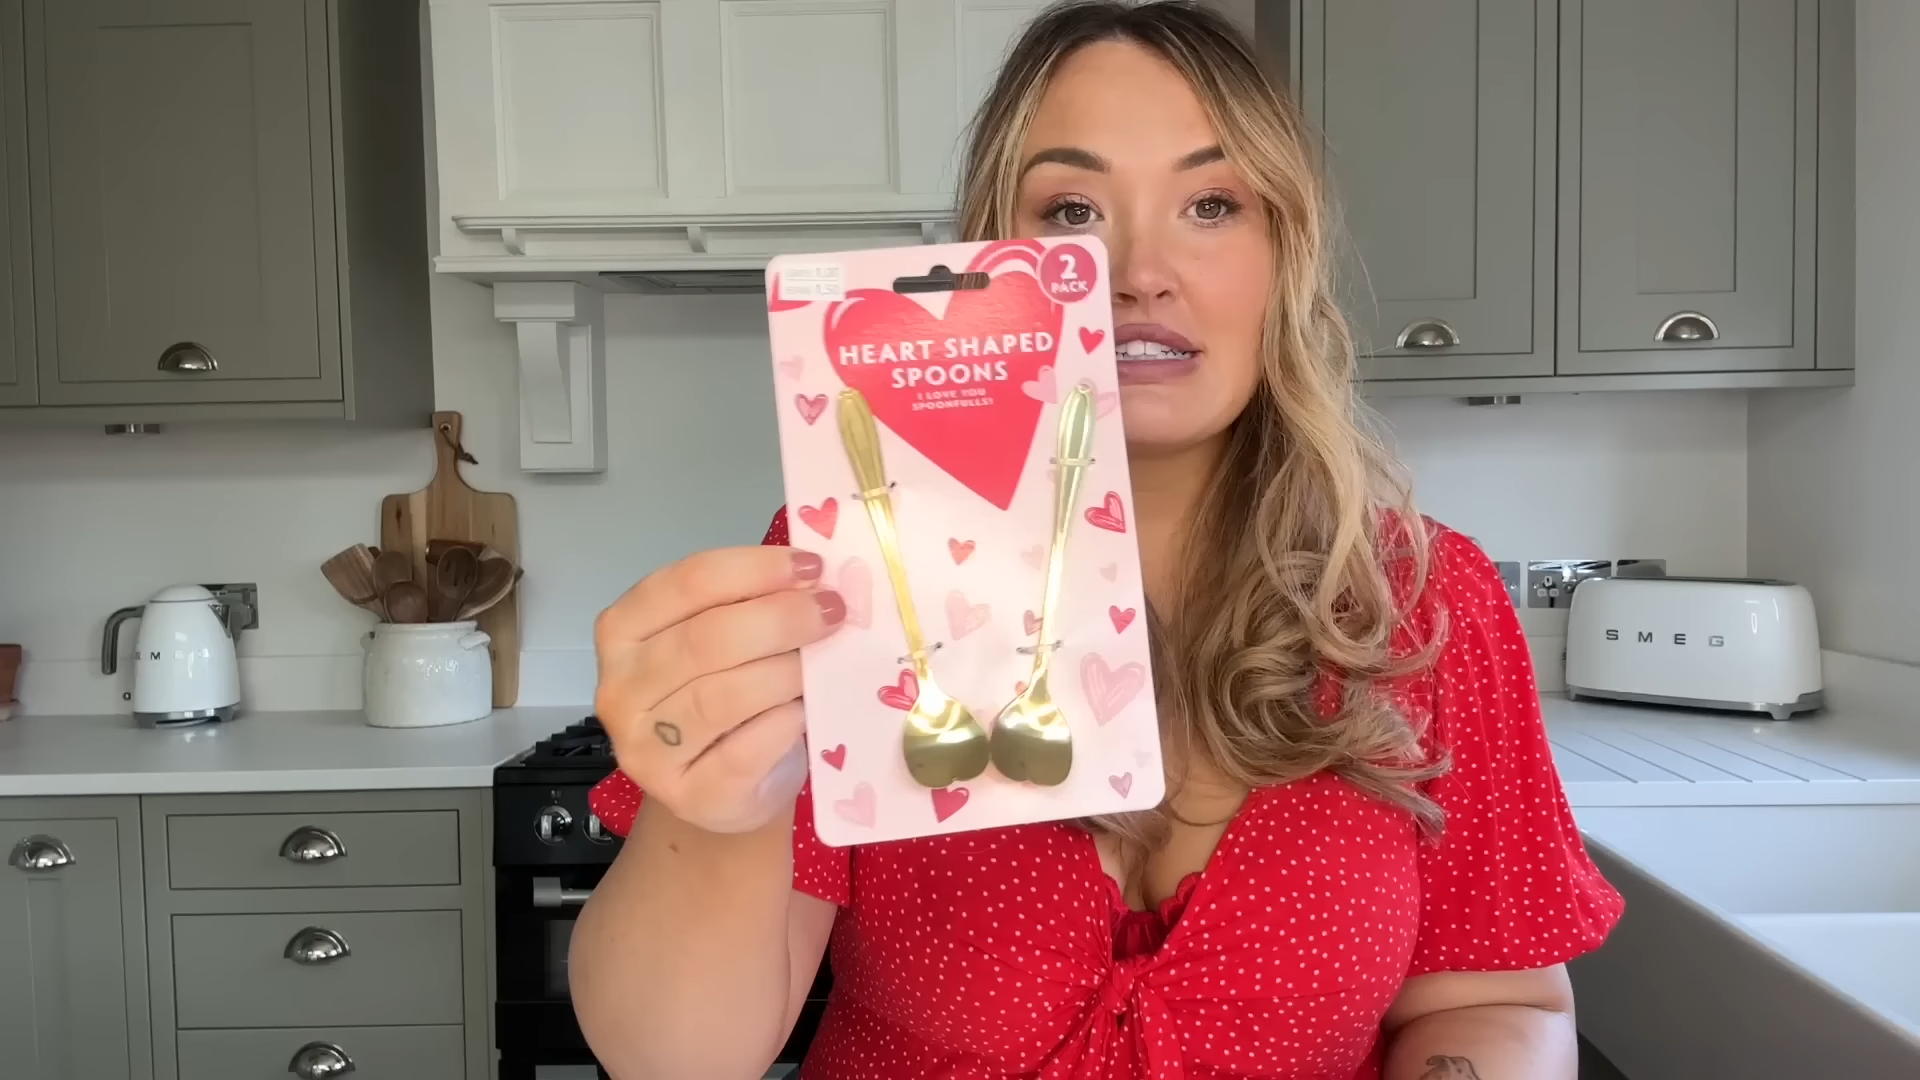 2
PACK
HEART SHAPED
SPOONS
I LOVE YOU
SPOONFULLS!
SMEG